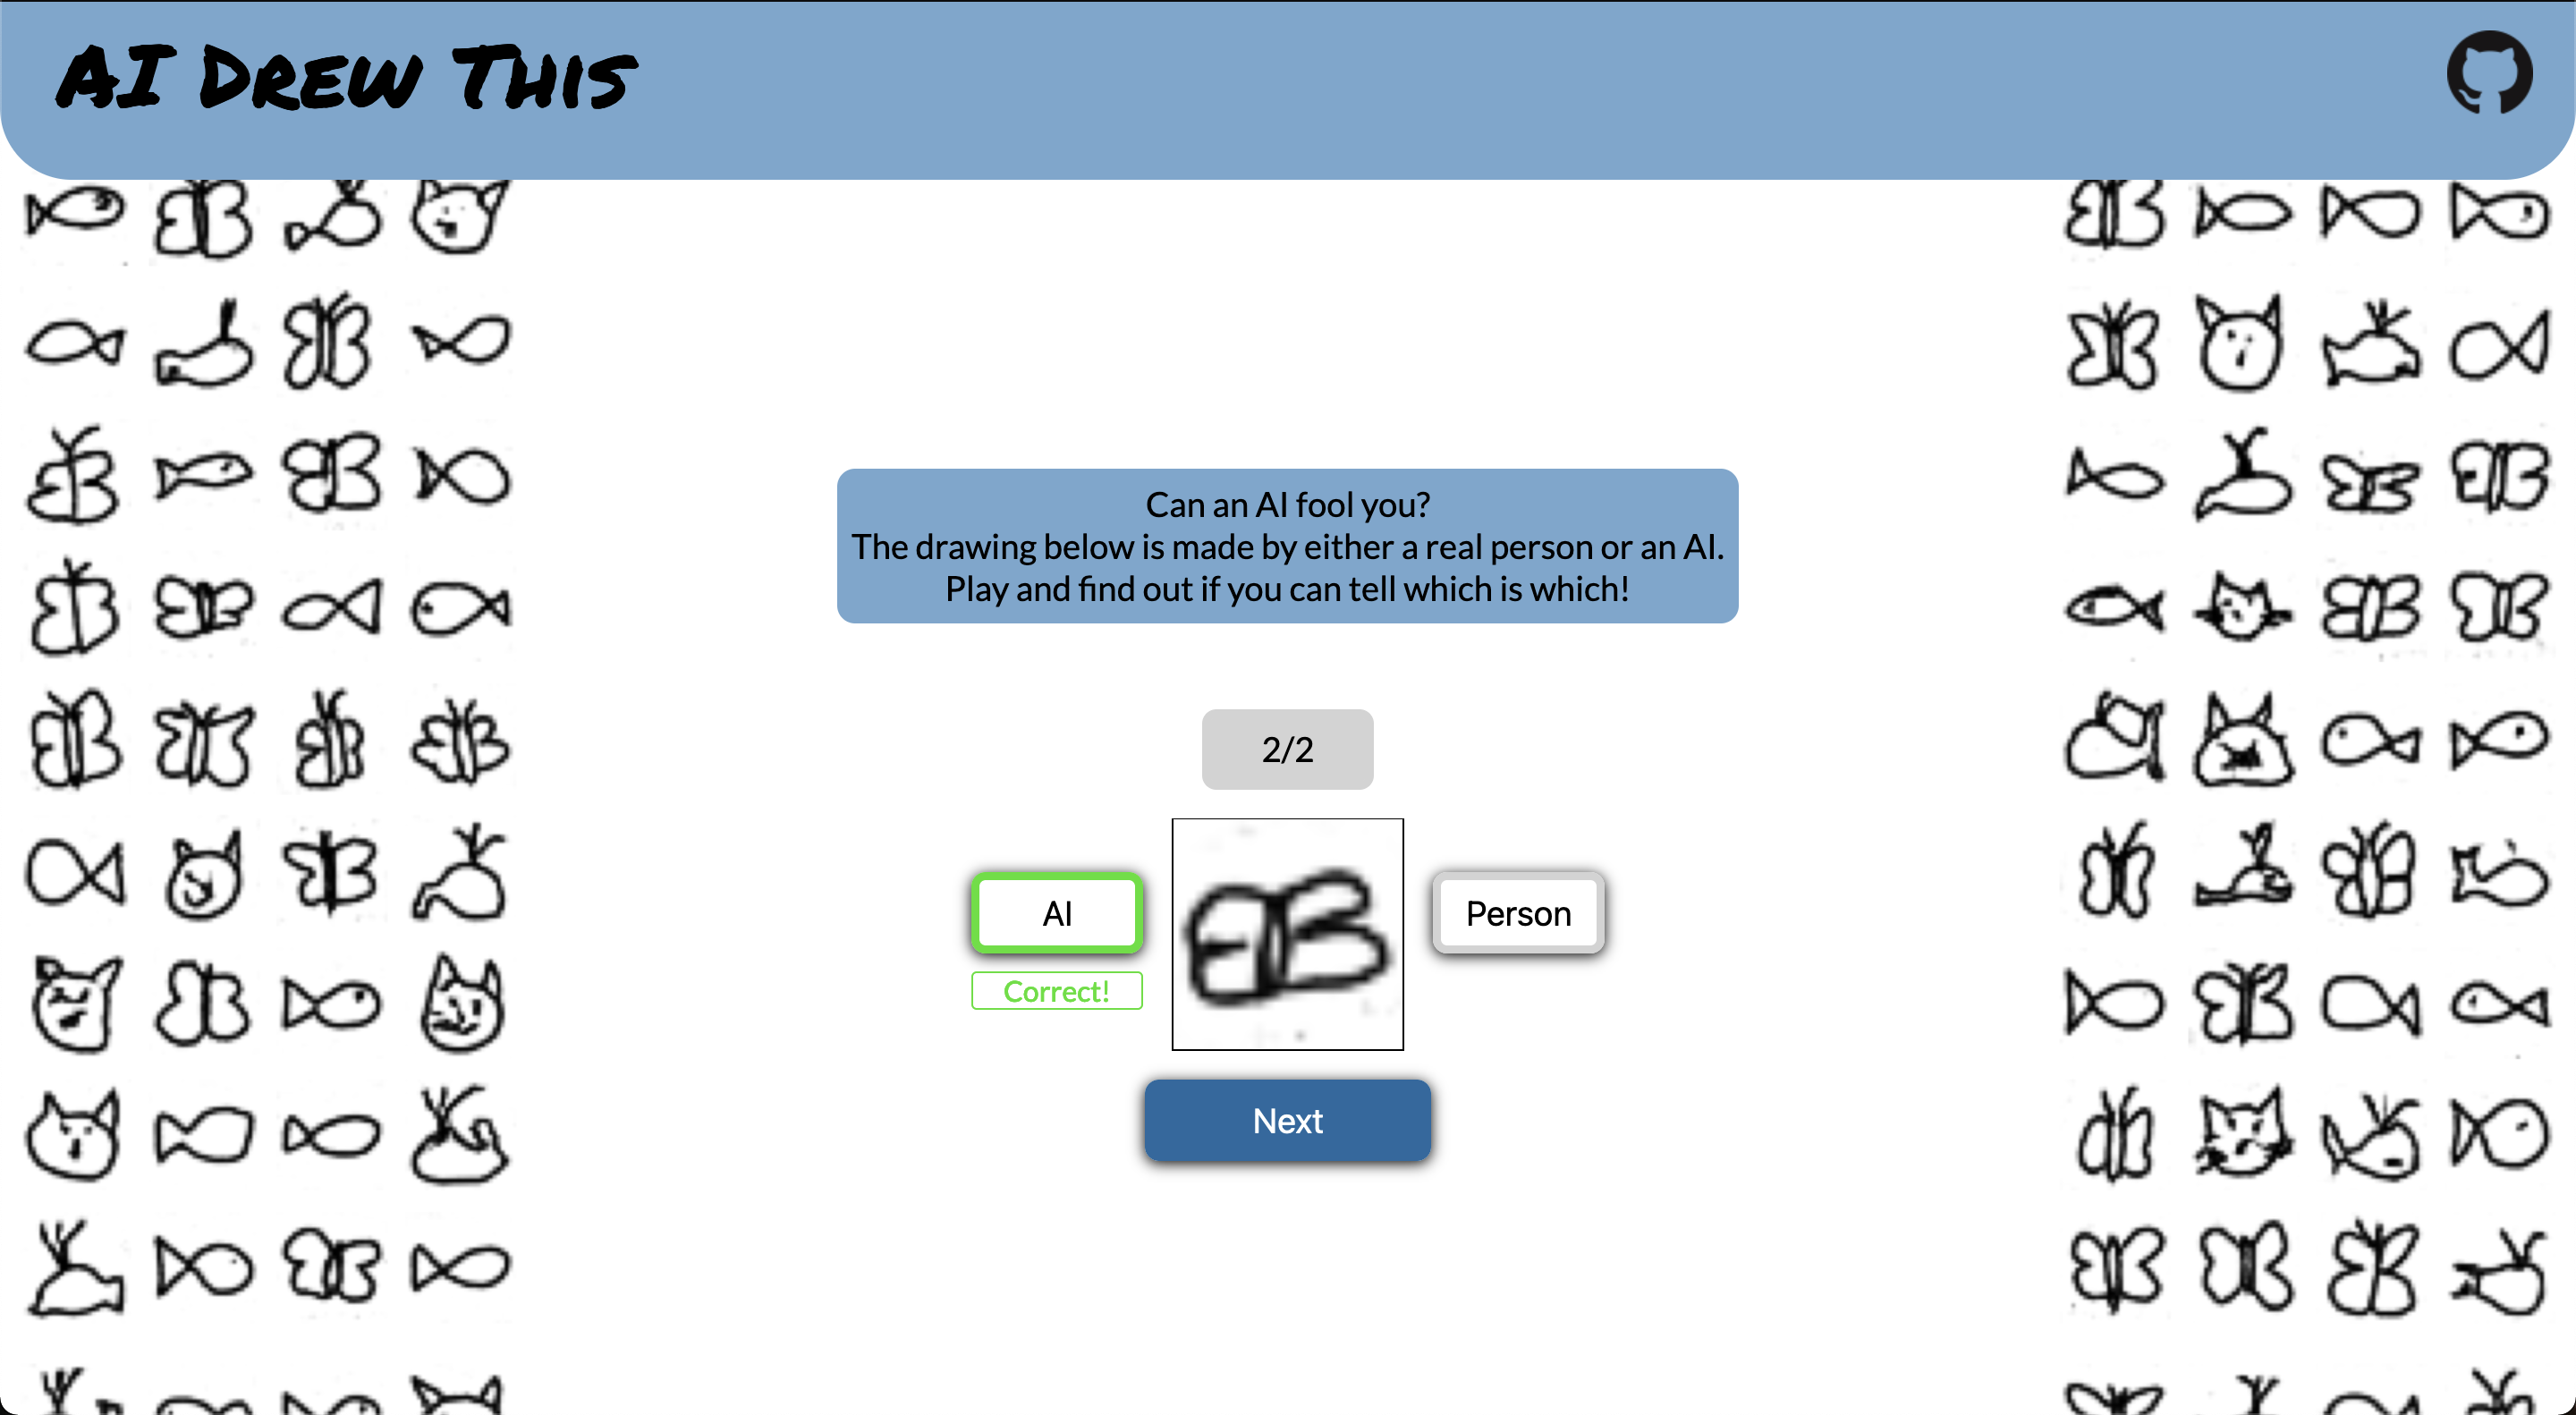 AI Drew This
Can an AI fool you?
The drawing below is made by either a real person or an AI.
Play and find out if you can tell which is which!
2/2
AI
Person
Correct!
Next